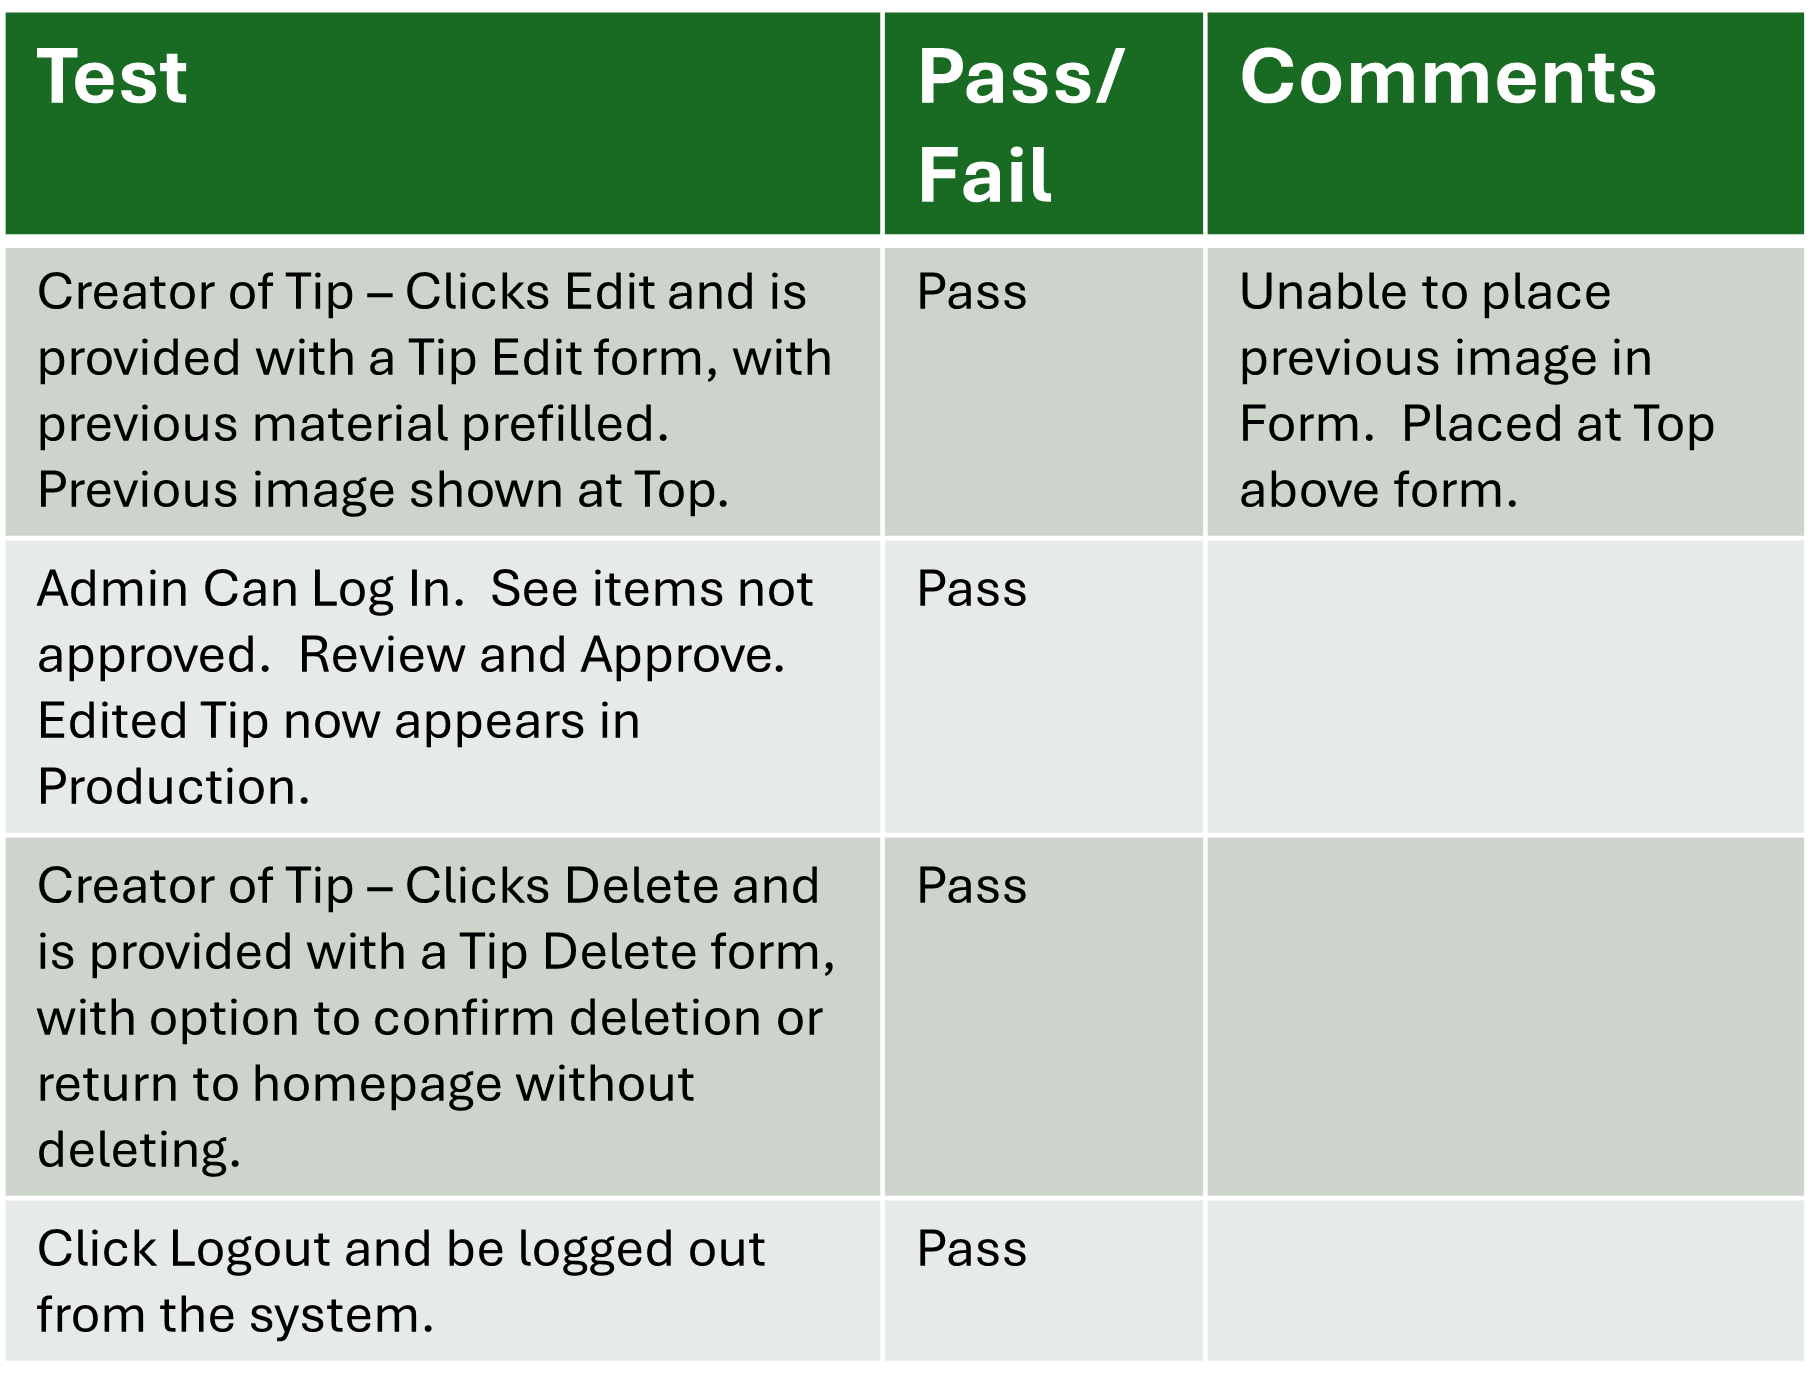 Test
Pass/
Fail
Comments
Creator of Tip – Clicks Edit and is
provided with a Tip Edit form, with
previous material prefilled.
Previous image shown at Top.
Pass
Unable to place
previous image in
Form.  Placed at Top
above form.
Admin Can Log In.  See items not
approved.  Review and Approve.
Edited Tip now appears in
Production.
Pass
Creator of Tip – Clicks Delete and
is provided with a Tip Delete form,
with option to confirm deletion or
return to homepage without
deleting.
Pass
Click Logout and be logged out
from the system.
Pass